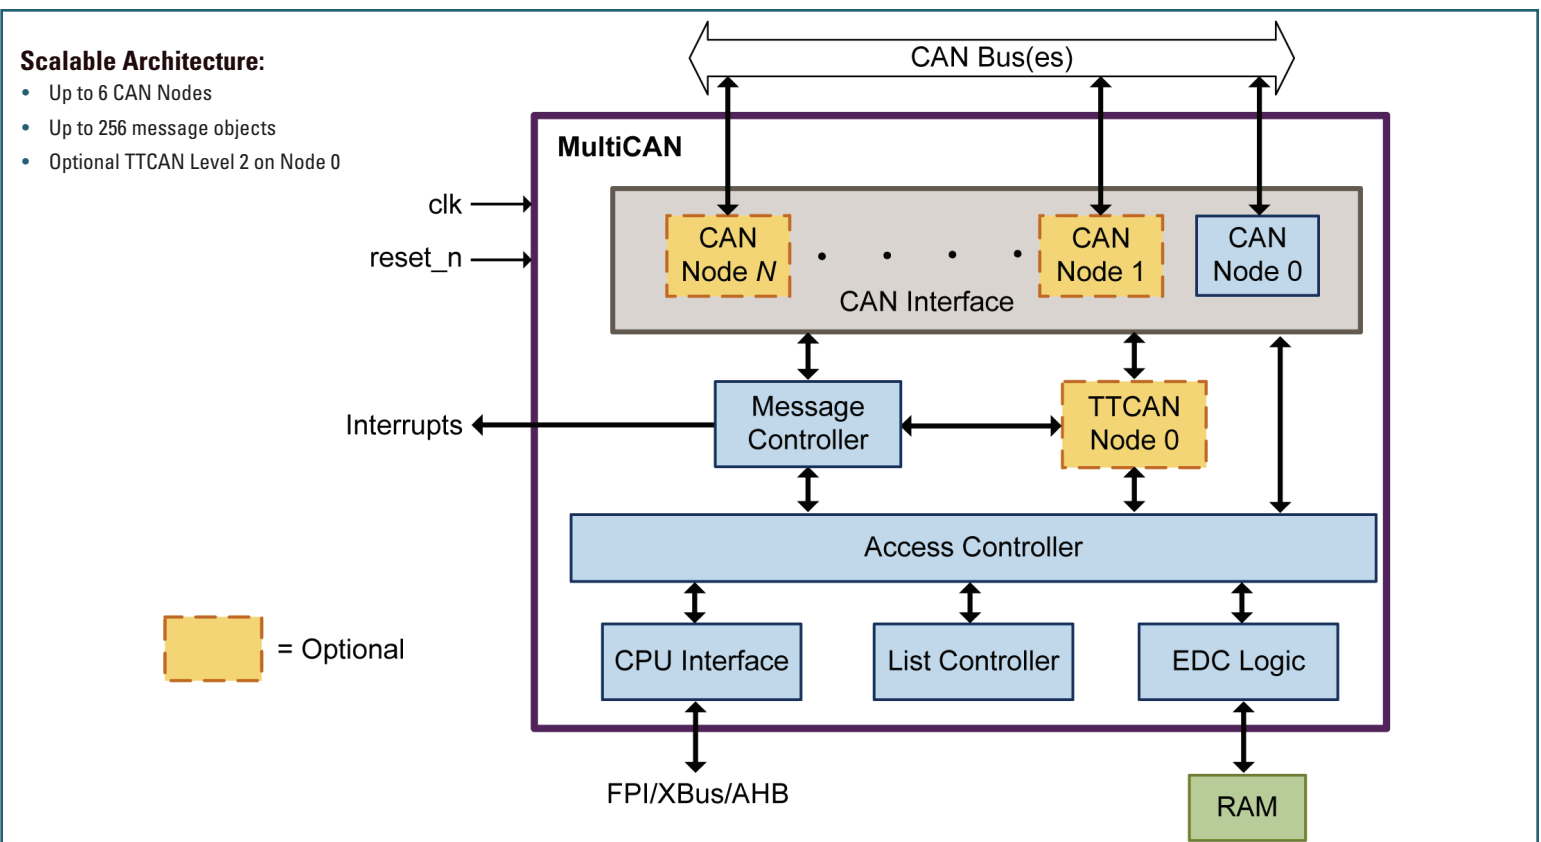 Scalable Architecture:
• Up to 6 CAN Nodes
• Up to 256 message objects
• Optional TTCAN Level 2 on Node 0
CAN Bus(es)
MultiCAN
clk
reset_n
CAN
Node N
CAN
Node 1
CAN
Node 0
CAN Interface
Interrupts
Message
Controller
TTCAN
Node 0
Access Controller
= Optional
CPU Interface
List Controller
EDC Logic
FPI/XBus/AHB
RAM